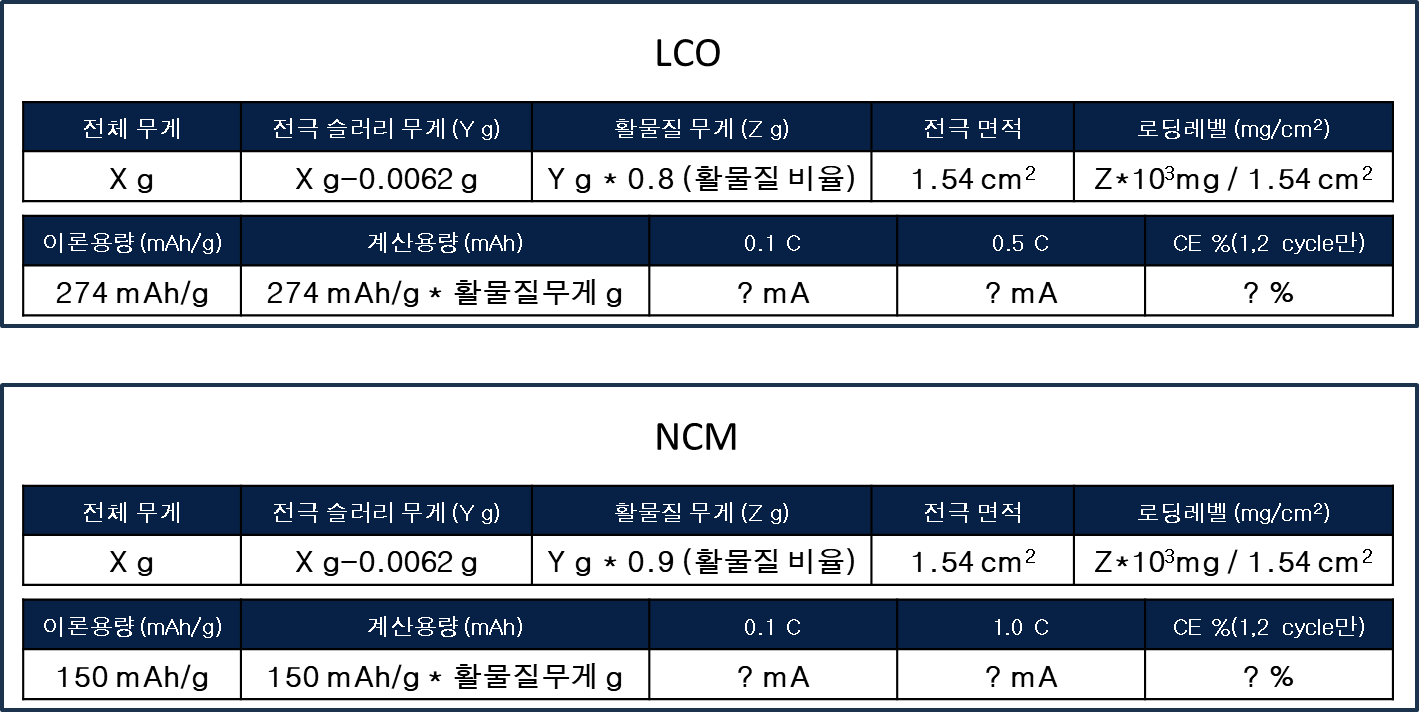 LCO
전체 무게 전극 슬러리 무게 (Y g) 활물질 무게 (Z g) 전극 면적 로딩레벨 (mg/cm²)
X g X g-0.0062 g Y g * 0.8 (활물질 비율) 1.54 cm² Z*10³mg / 1.54 cm²
이론용량 (mAh/g) 계산용량 (mAh) 0.1 C 0.5 C CE %(1,2 cycle만)
274 mAh/g 274 mAh/g * 활물질무게 g ? mA ? mA ? %
NCM
전체 무게 전극 슬러리 무게 (Y g) 활물질 무게 (Z g) 전극 면적 로딩레벨 (mg/cm²)
X g X g-0.0062 g Y g * 0.9 (활물질 비율) 1.54 cm² Z*10³mg / 1.54 cm²
이론용량 (mAh/g) 계산용량 (mAh) 0.1 C 1.0 C CE %(1,2 cycle만)
150 mAh/g 150 mAh/g * 활물질무게 g ? mA ? mA ? %